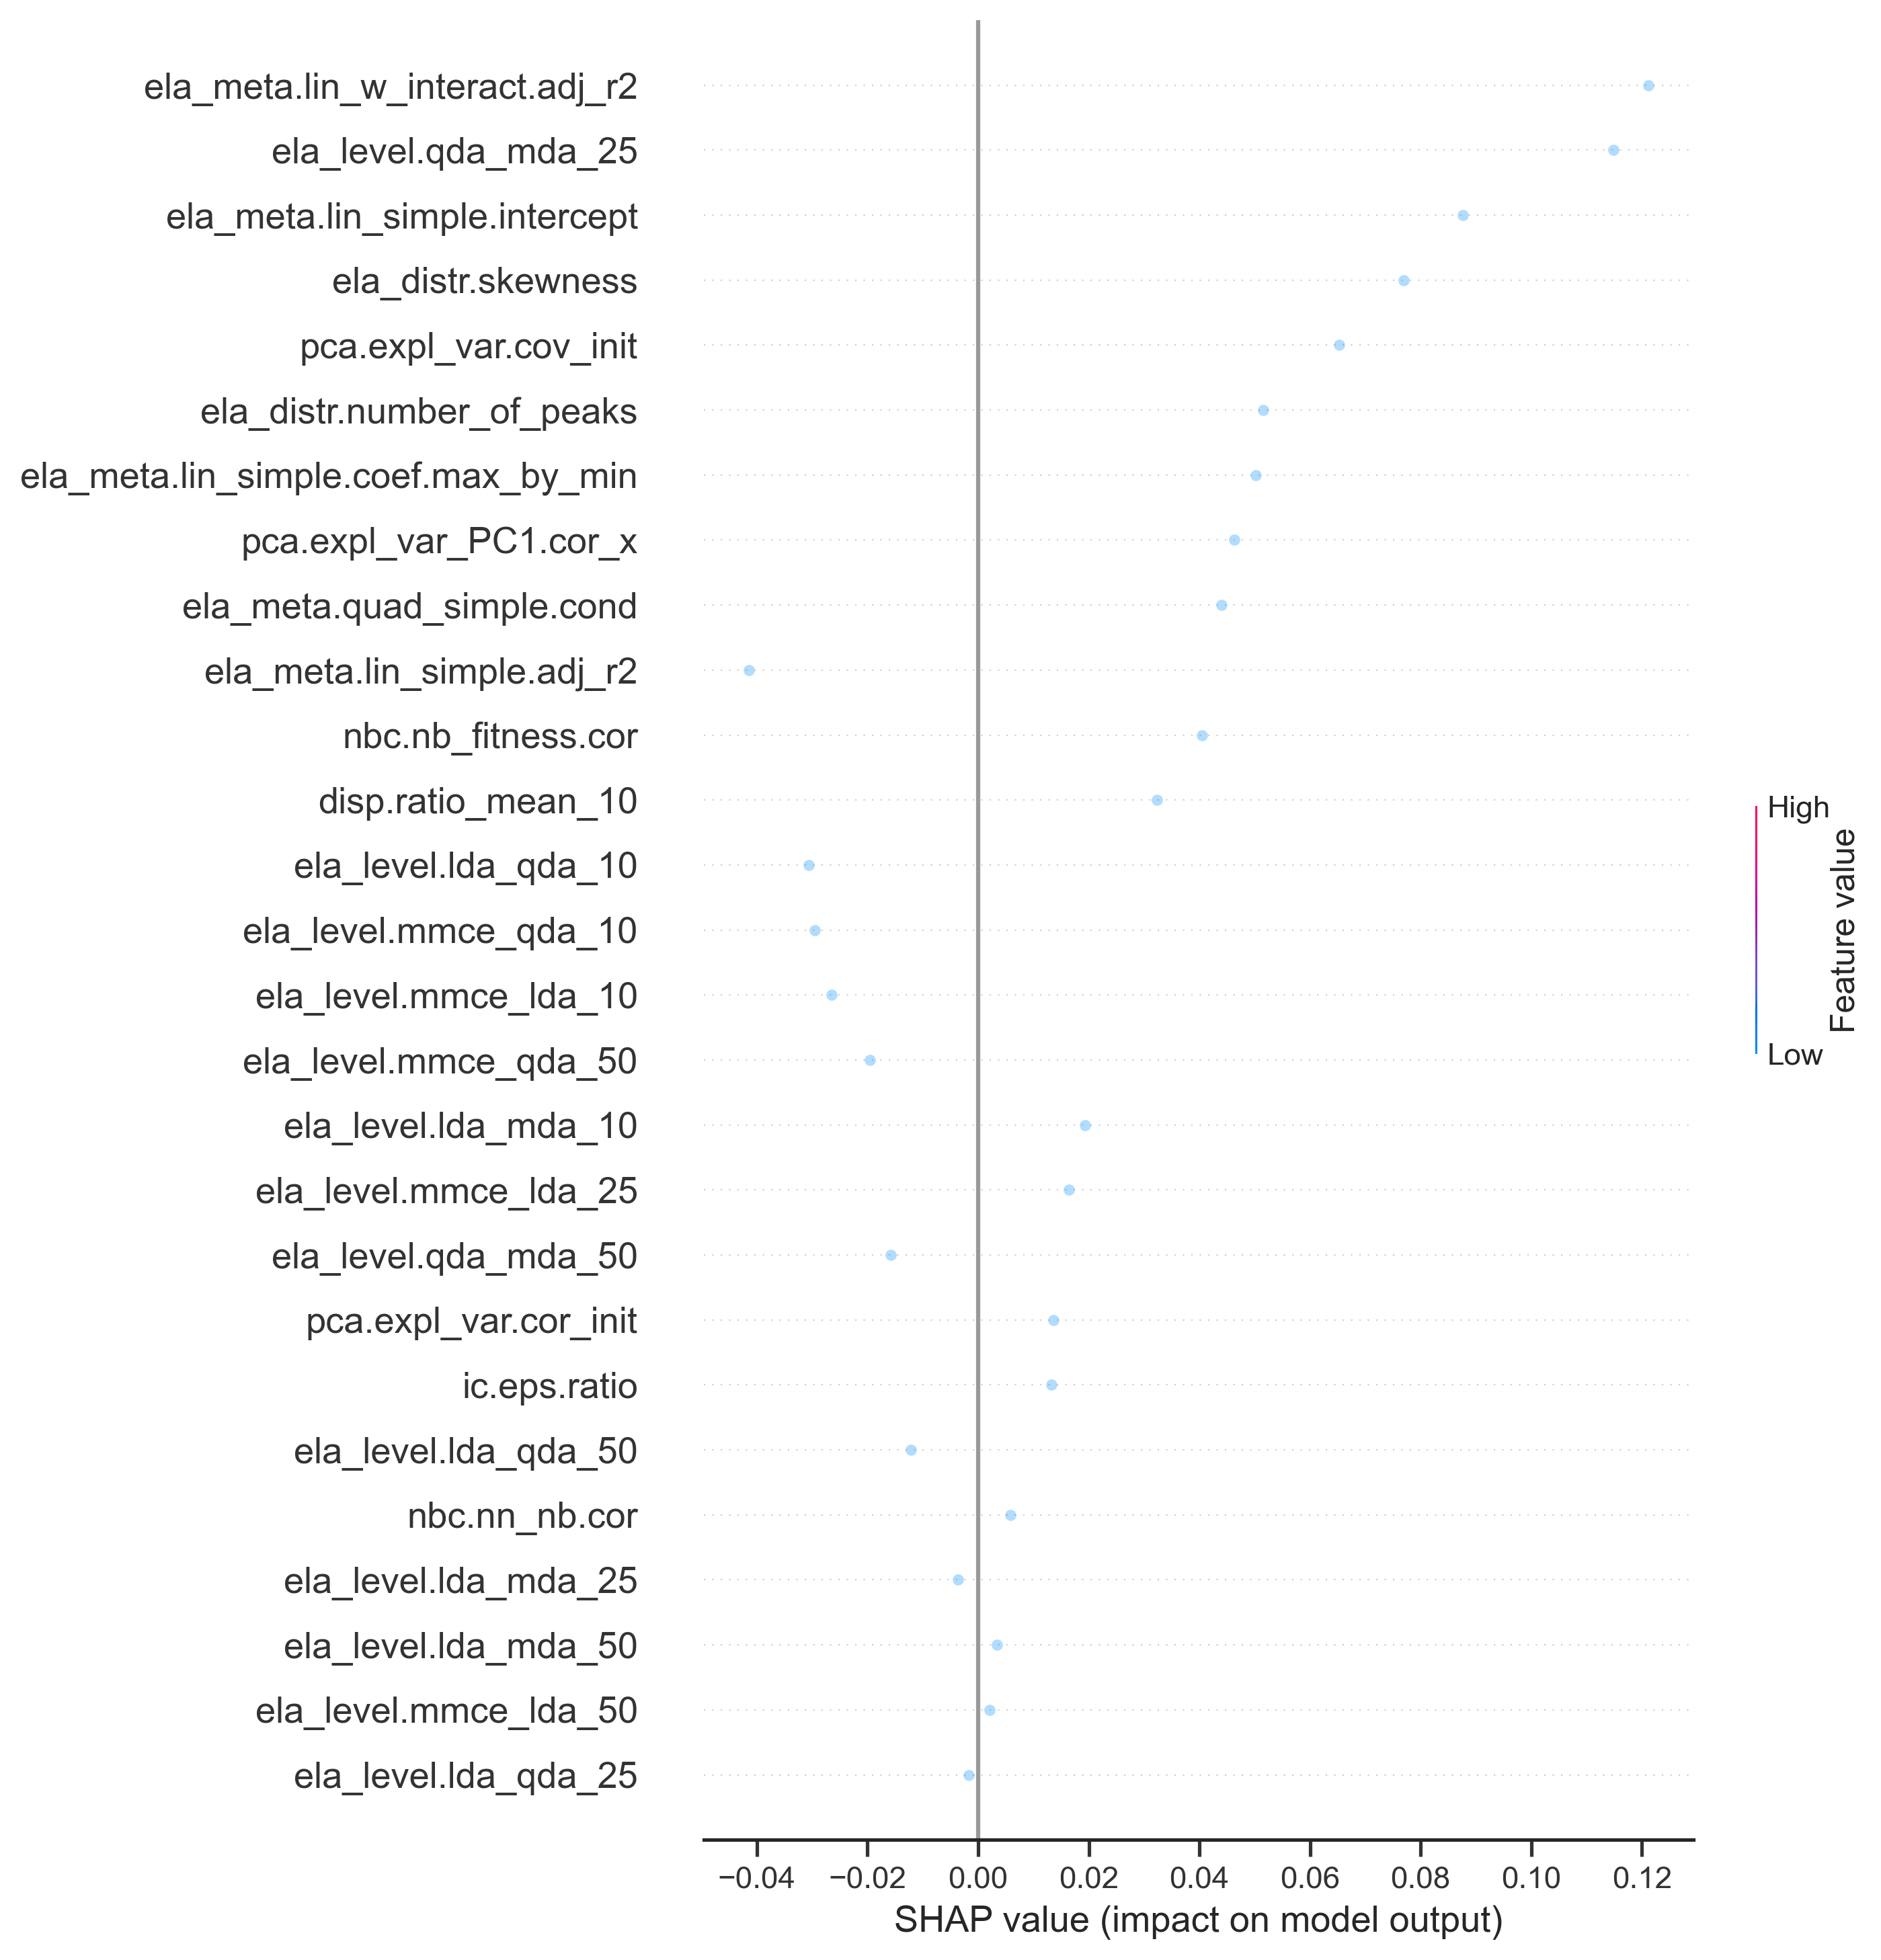 ela_meta.lin_w_interact.adj_r2
ela_level.qda_mda_25
ela_meta.lin_simple.intercept
ela_distr.skewness
pca.expl_var.cov_init
ela_distr.number_of_peaks
ela_meta.lin_simple.coef.max_by_min
pca.expl_var_PC1.cor_x
ela_meta.quad_simple.cond
ela_meta.lin_simple.adj_r2
nbc.nb_fitness.cor
disp.ratio_mean_10
ela_level.lda_qda_10
ela_level.mmce_qda_10
ela_level.mmce_lda_10
ela_level.mmce_qda_50
ela_level.lda_mda_10
ela_level.mmce_lda_25
ela_level.qda_mda_50
pca.expl_var.cor_init
ic.eps.ratio
ela_level.lda_qda_50
nbc.nn_nb.cor
ela_level.lda_mda_25
ela_level.lda_mda_50
ela_level.mmce_lda_50
ela_level.lda_qda_25
−0.04 −0.02 0.00 0.02 0.04 0.06 0.08 0.10 0.12
SHAP value (impact on model output)
High
Feature value
Low